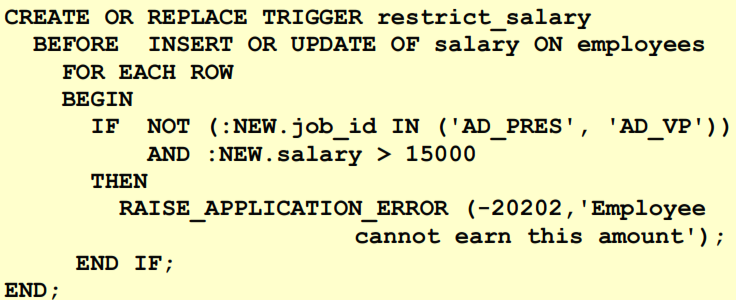 CREATE OR REPLACE TRIGGER restrict_salary
BEFORE INSERT OR UPDATE OF salary ON employees
FOR EACH ROW
BEGIN
IF NOT (:NEW.job_id IN ('AD_PRES', 'AD_VP'))
AND :NEW.salary > 15000
THEN
RAISE_APPLICATION_ERROR (-20202,'Employee
cannot earn this amount');
END IF;
END;